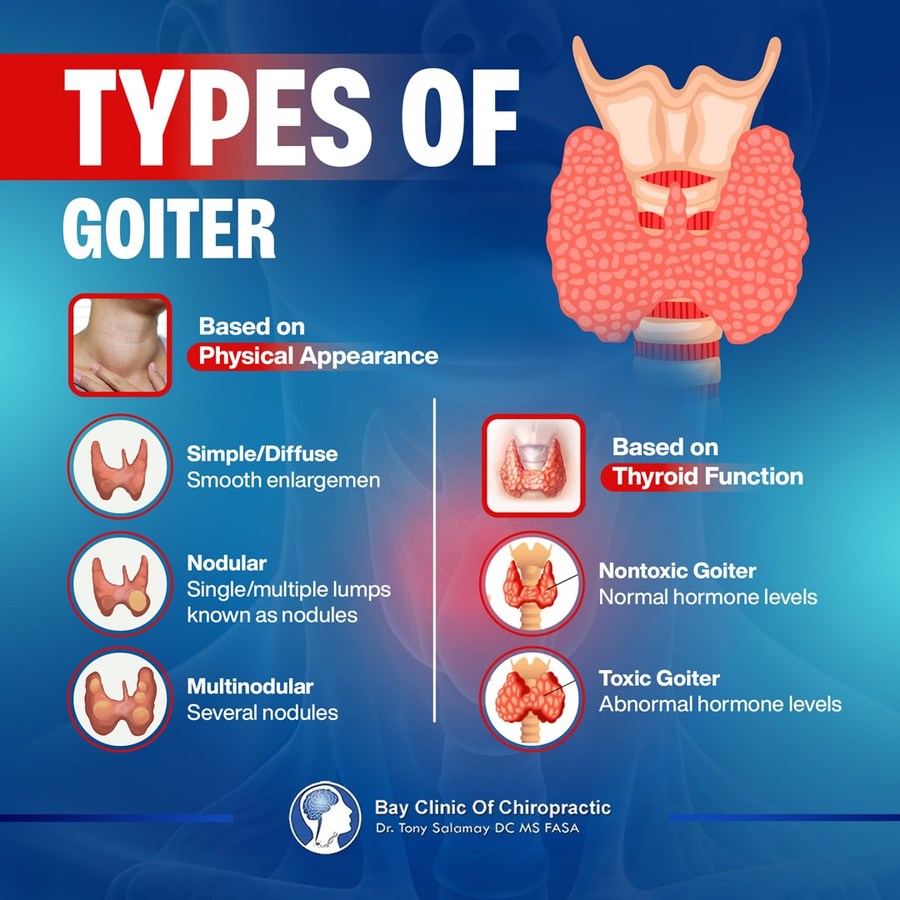 TYPES OF
GOITER
Based on
Physical Appearance
Simple/Diffuse
Smooth enlargemen
Nodular
Single/multiple lumps
known as nodules
Multinodular
Several nodules
Based on
Thyroid Function
Nontoxic Goiter
Normal hormone levels
Toxic Goiter
Abnormal hormone levels
Bay Clinic Of Chiropractic
Dr. Tony Salamay DC MS FASA